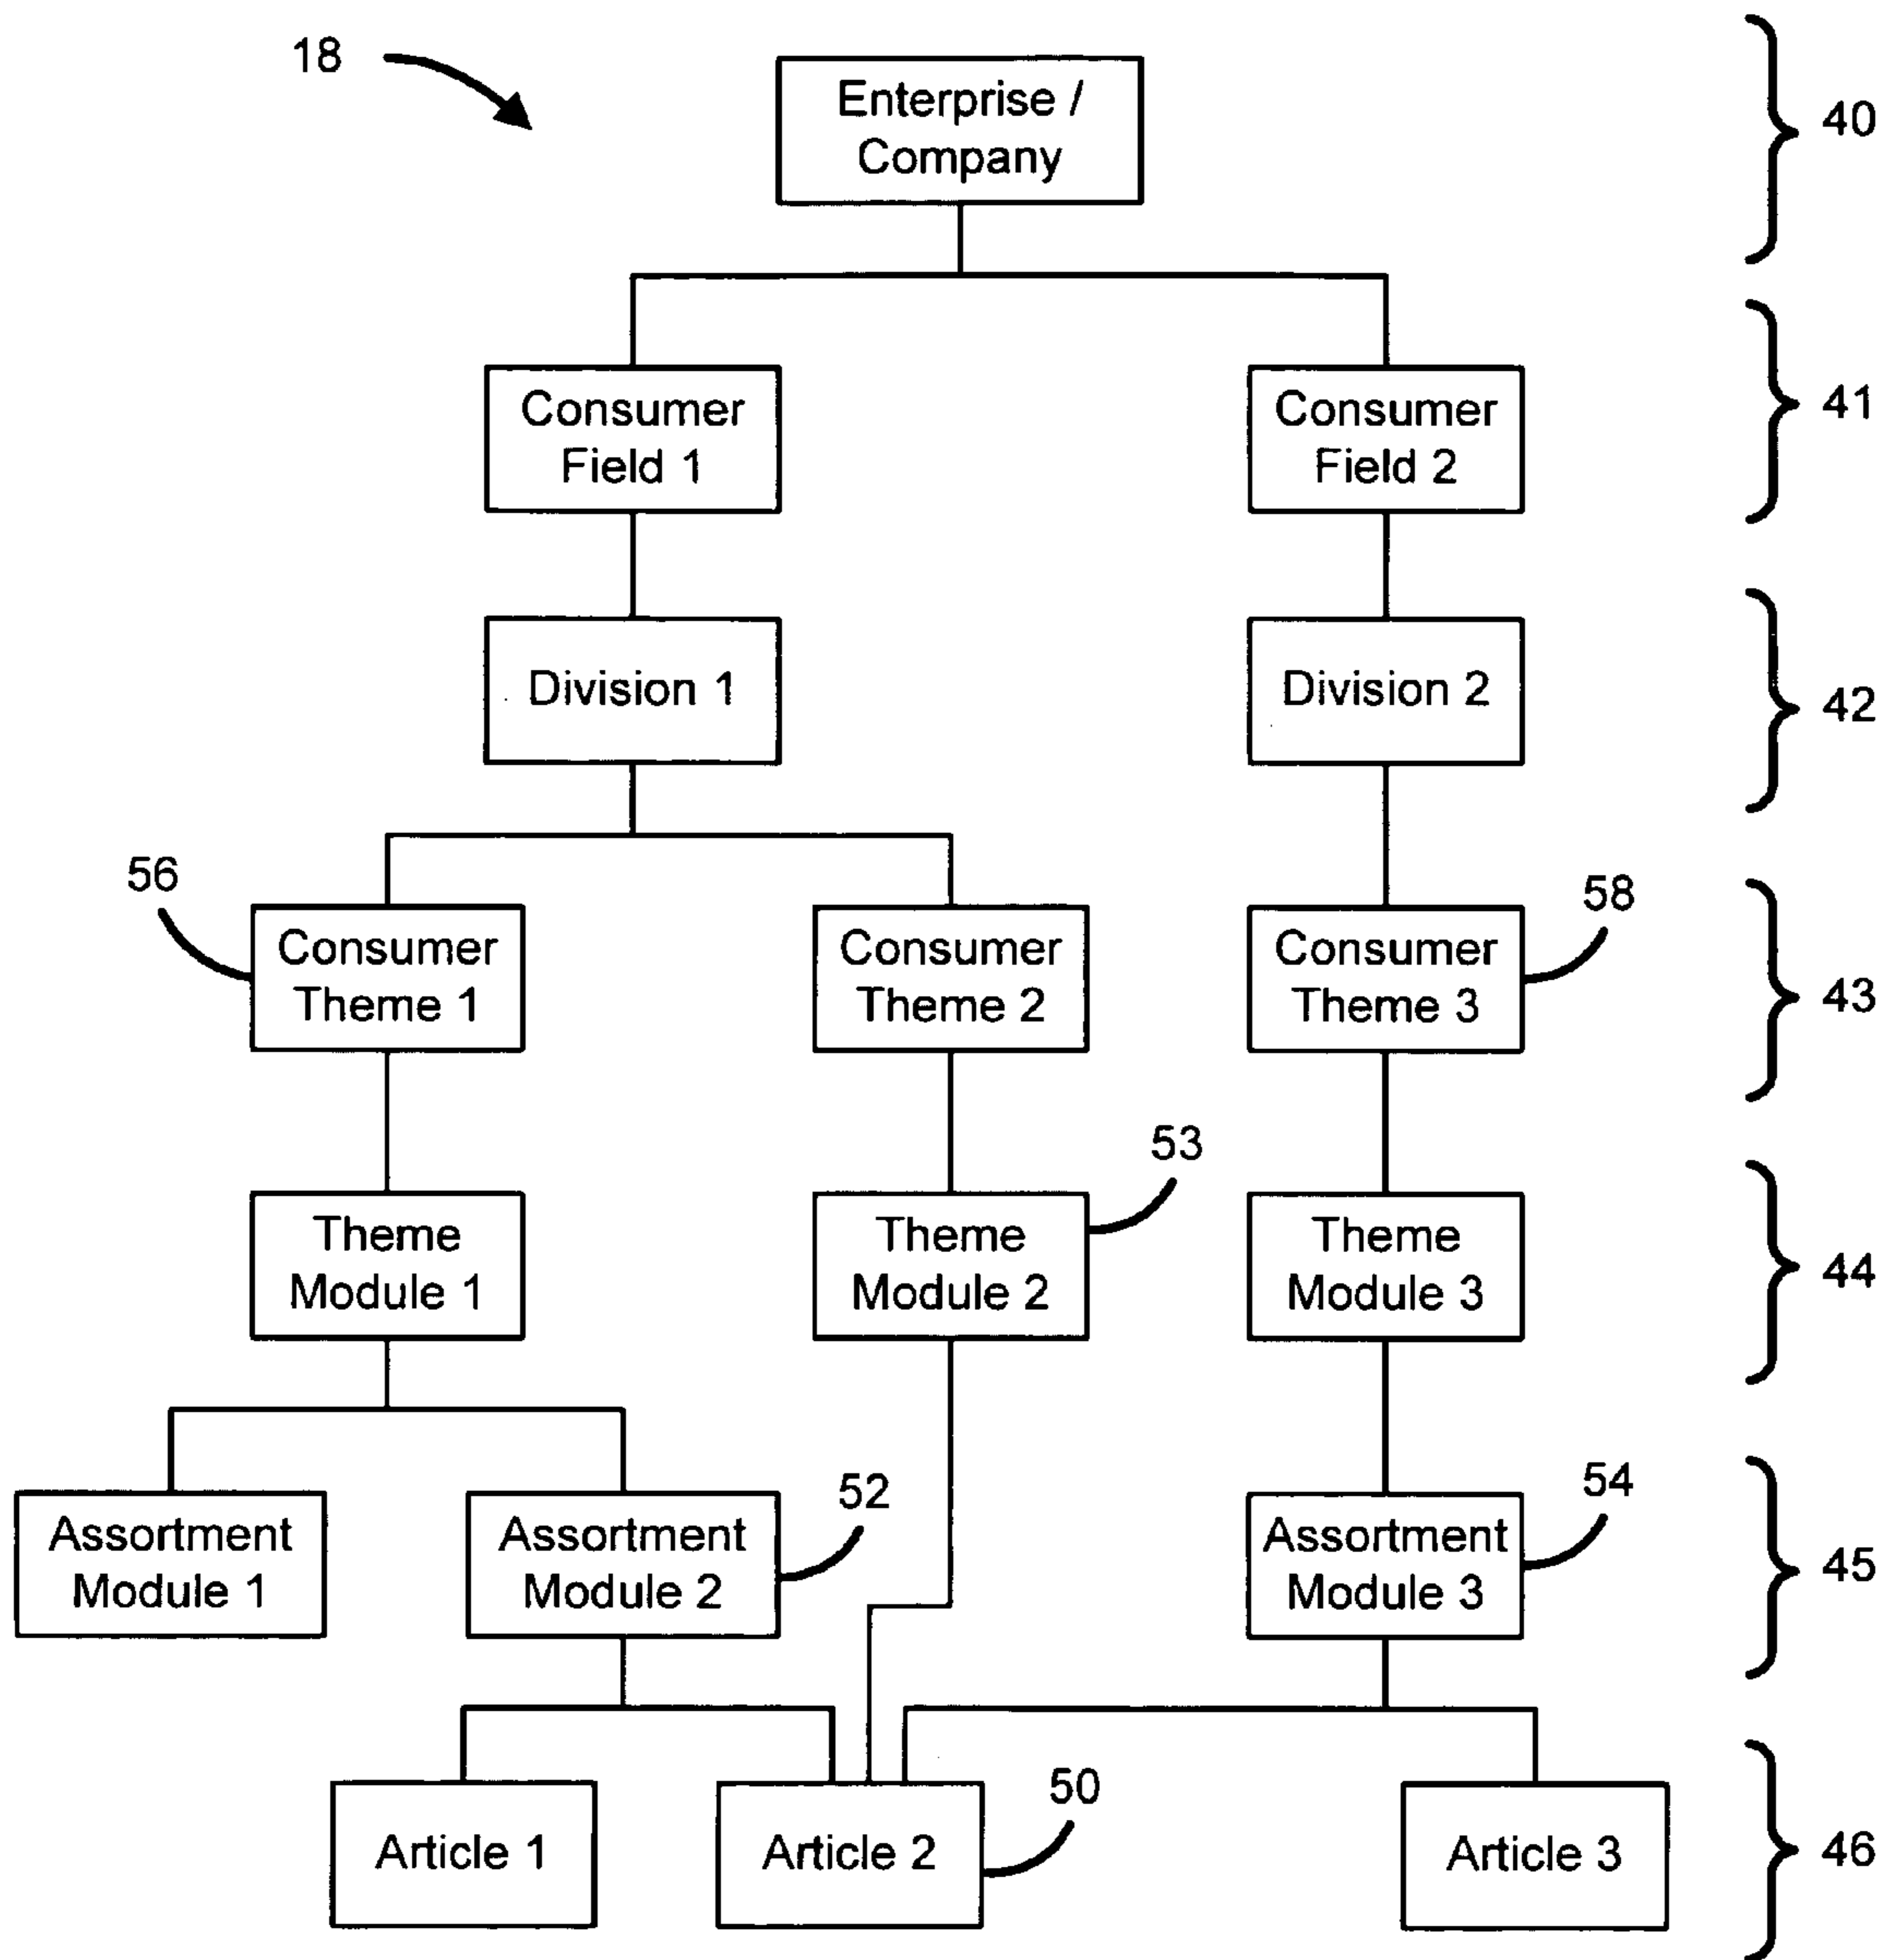 18
Enterprise /
Company
40
Consumer
Field 1
Consumer
Field 2
41
Division 1
Division 2
42
56
Consumer
Theme 1
Consumer
Theme 2
Consumer
Theme 3
58
43
Theme
Module 1
Theme
Module 2
53
Theme
Module 3
44
Assortment
Module 1
Assortment
Module 2
52
Assortment
Module 3
54
45
Article 1
Article 2
50
Article 3
46